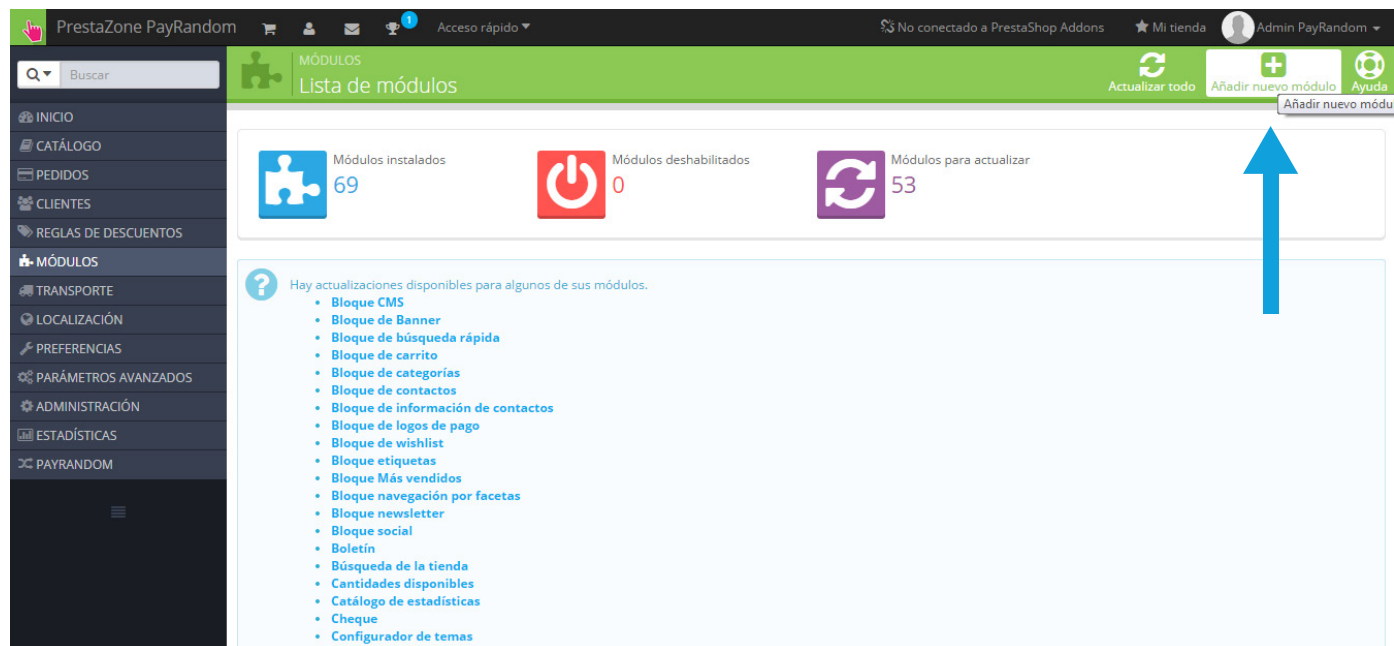 PrestaZone PayRandom
1
Acceso rápido
No conectado a PrestaShop Addons
Mi tienda
Admin PayRandom
Buscar
MÓDULOS
Lista de módulos
Actualizar todo
Añadir nuevo módulo
Ayuda
Añadir nuevo módu
INICIO
CATÁLOGO
PEDIDOS
CLIENTES
REGLAS DE DESCUENTOS
MÓDULOS
TRANSPORTE
LOCALIZACIÓN
PREFERENCIAS
PARÁMETROS AVANZADOS
ADMINISTRACIÓN
ESTADÍSTICAS
PAYRANDOM
Módulos instalados
69
Módulos deshabilitados
0
Módulos para actualizar
53
Hay actualizaciones disponibles para algunos de sus módulos.
Bloque CMS
Bloque de Banner
Bloque de búsqueda rápida
Bloque de carrito
Bloque de categorías
Bloque de contactos
Bloque de información de contactos
Bloque de logos de pago
Bloque de wishlist
Bloque etiquetas
Bloque Más vendidos
Bloque navegación por facetas
Bloque newsletter
Bloque social
Boletín
Búsqueda de la tienda
Cantidades disponibles
Catálogo de estadísticas
Cheque
Configurador de temas